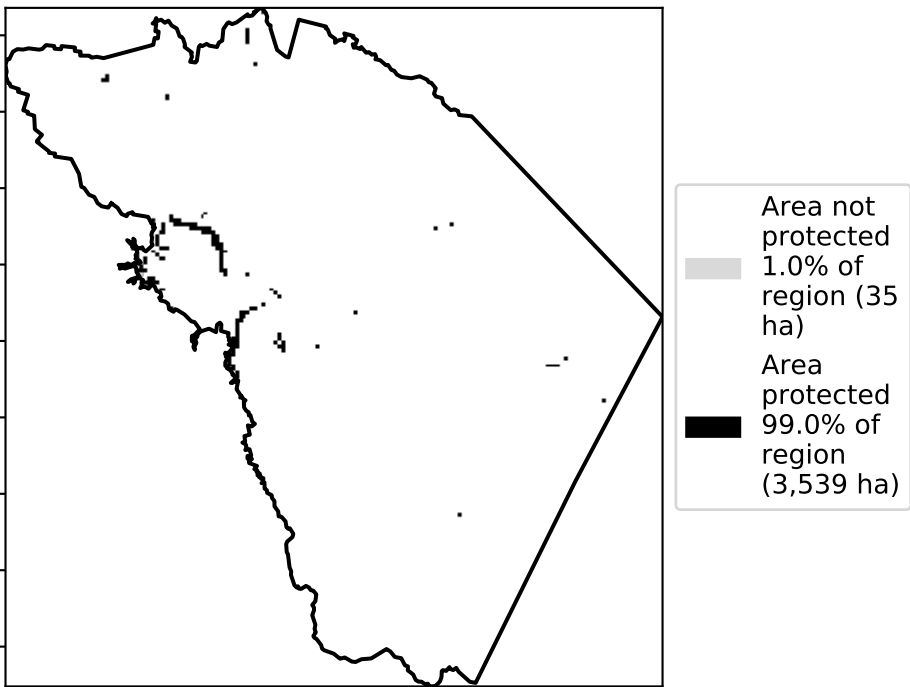 Area not
protected
1.0% of
region (35
ha)
Area
protected
99.0% of
region
(3,539 ha)